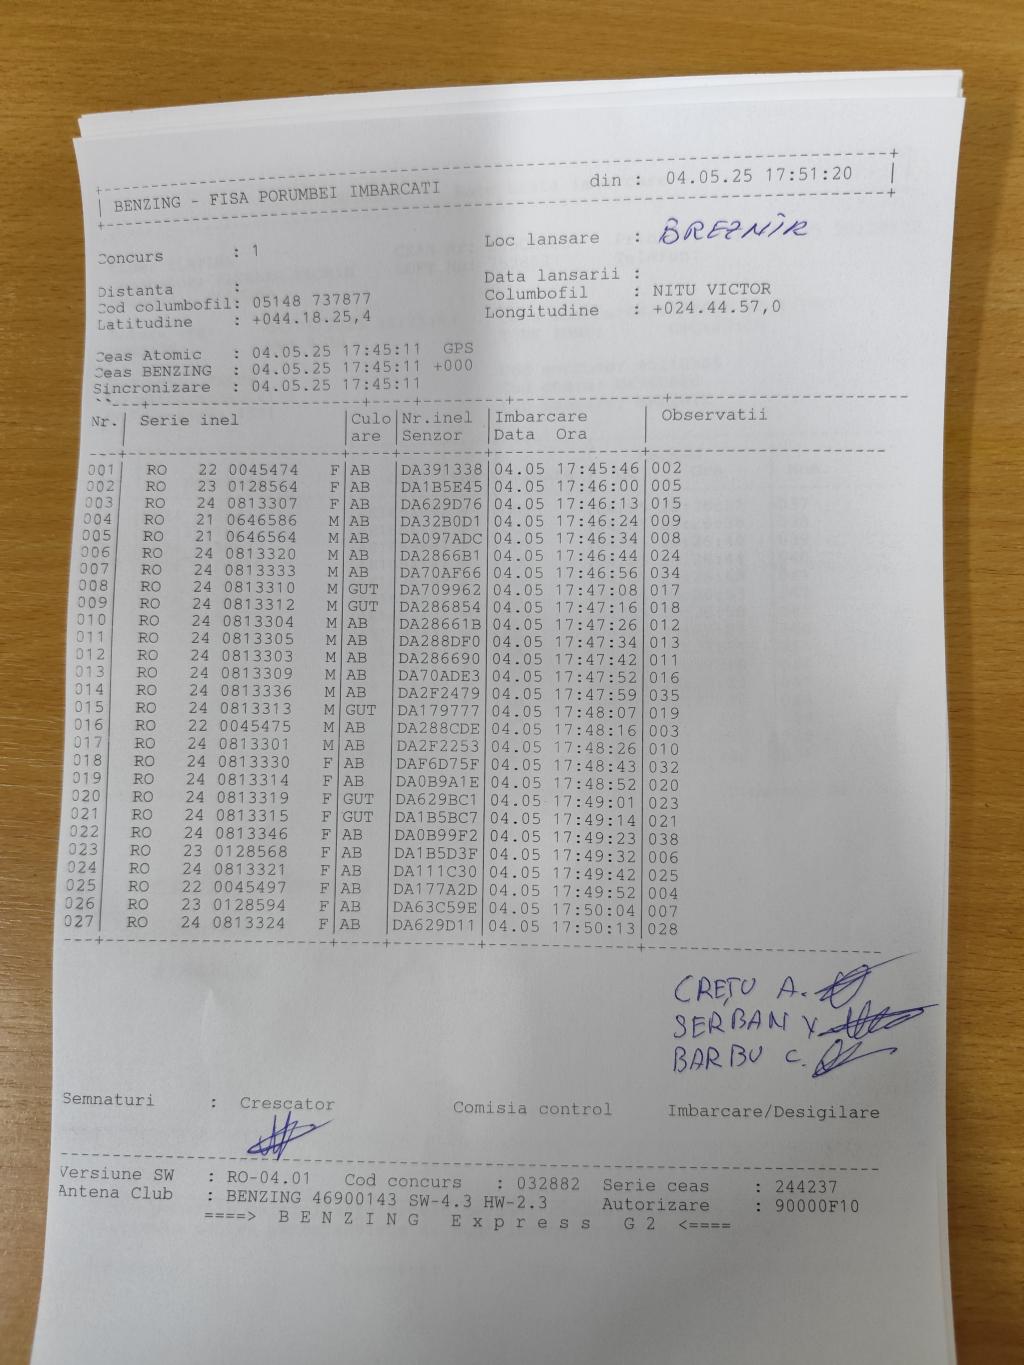 BENZING - FISA PORUMBEI IMBARCATI din : 04.05.25 17:51:20
Concurs : 1 Loc lansare : BREZNIK
Distanta : Data lansarii :
Cod columbofil: 05148 737877 Columbofil : NITU VICTOR
Latitudine : +044.18.25,4 Longitudine : +024.44.57,0
Ceas Atomic : 04.05.25 17:45:11 GPS
Ceas BENZING : 04.05.25 17:45:11 +000
Sincronizare : 04.05.25 17:45:11
Nr. Serie inel Culo Nr.inel Imbarcare Observatii
are Senzor Data Ora
001 RO 22 0045474 F AB DA391338 04.05 17:45:46 002
002 RO 23 0128564 F AB DA1B5E45 04.05 17:46:00 005
003 RO 24 0813307 F AB DA629D76 04.05 17:46:13 015
004 RO 21 0646586 M AB DA32B0D1 04.05 17:46:24 009
005 RO 21 0646564 M AB DA097ADC 04.05 17:46:34 008
006 RO 24 0813320 M AB DA2866B1 04.05 17:46:44 024
007 RO 24 0813333 M AB DA70AF66 04.05 17:46:56 034
008 RO 24 0813310 M GUT DA709962 04.05 17:47:08 017
009 RO 24 0813312 M GUT DA286854 04.05 17:47:16 018
010 RO 24 0813304 M AB DA28661B 04.05 17:47:26 012
011 RO 24 0813305 M AB DA288DF0 04.05 17:47:34 013
012 RO 24 0813303 M AB DA286690 04.05 17:47:42 011
013 RO 24 0813309 M AB DA70ADE3 04.05 17:47:52 016
014 RO 24 0813336 M AB DA2F2479 04.05 17:47:59 035
015 RO 24 0813313 M GUT DA179777 04.05 17:48:07 019
016 RO 22 0045475 M AB DA288CDE 04.05 17:48:16 003
017 RO 24 0813301 M AB DA2F2253 04.05 17:48:26 010
018 RO 24 0813330 F AB DAF6D75F 04.05 17:48:43 032
019 RO 24 0813314 F AB DA0B9A1E 04.05 17:48:52 020
020 RO 24 0813319 F GUT DA629BC1 04.05 17:49:01 023
021 RO 24 0813315 F GUT DA1B5BC7 04.05 17:49:14 021
022 RO 24 0813346 F AB DA0B99F2 04.05 17:49:23 038
023 RO 23 0128568 F AB DA1B5D3F 04.05 17:49:32 006
024 RO 24 0813321 F AB DA111C30 04.05 17:49:42 025
025 RO 22 0045497 F AB DA177A2D 04.05 17:49:52 004
026 RO 23 0128594 F AB DA63C59E 04.05 17:50:04 007
027 RO 24 0813324 F AB DA629D11 04.05 17:50:13 028
CREȚU A.
SERBAN V
BARBU C.
Semnaturi : Crescator Comisia control Imbarcare/Desigilare
Versiune SW : RO-04.01 Cod concurs : 032882 Serie ceas : 244237
Antena Club : BENZING 46900143 SW-4.3 HW-2.3 Autorizare : 90000F10
====> B E N Z I N G E x p r e s s G 2 <====